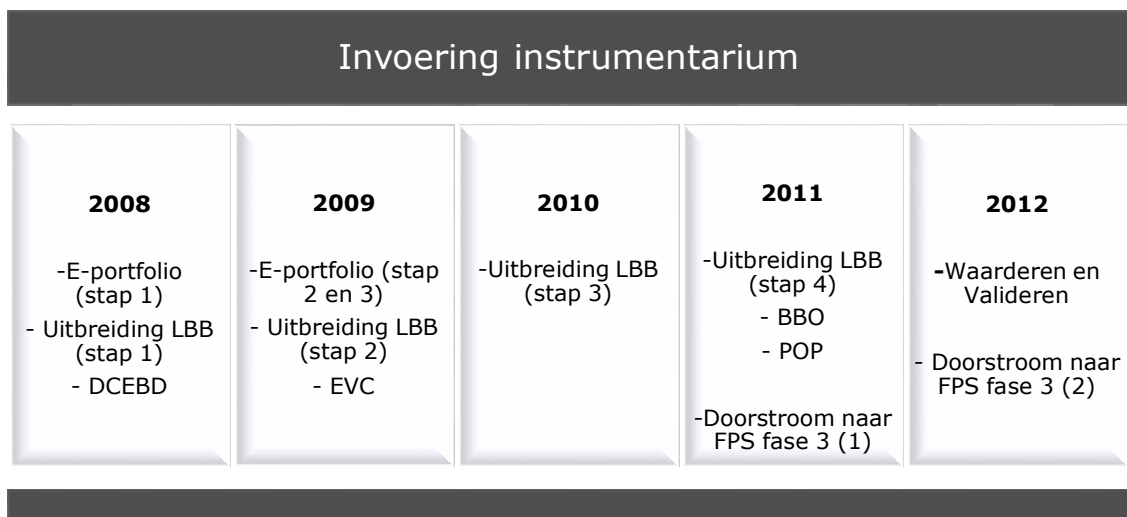 Invoering instrumentarium
2008
-E-portfolio
(stap 1)
- Uitbreiding LBB
(stap 1)
- DCEBD
2009
-E-portfolio (stap
2 en 3)
- Uitbreiding LBB
(stap 2)
- EVC
2010
-Uitbreiding LBB
(stap 3)
2011
-Uitbreiding LBB
(stap 4)
- BBO
- POP
-Doorstroom naar
FPS fase 3 (1)
2012
-Waarderen en
Valideren
- Doorstroom naar
FPS fase 3 (2)